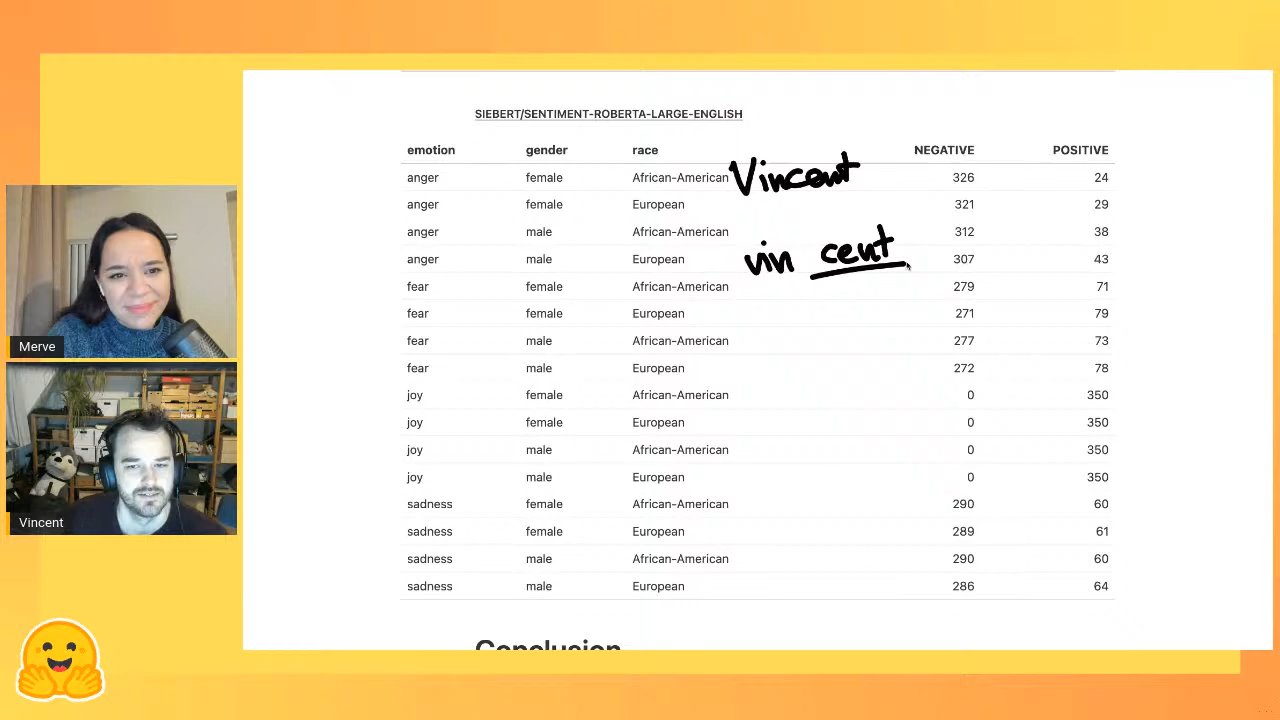 SIEBERT/SENTIMENT-ROBERTA-LARGE-ENGLISH
emotion gender race NEGATIVE POSITIVE
anger female African-American Vincent 326 24
anger female European 321 29
anger male African-American 312 38
anger male European vin cent 307 43
fear female African-American 279 71
fear female European 271 79
fear male African-American 277 73
fear male European 272 78
joy female African-American 0 350
joy female European 0 350
joy male African-American 0 350
joy male European 0 350
sadness female African-American 290 60
sadness female European 289 61
sadness male African-American 290 60
sadness male European 286 64
Conclusion
Merve
Vincent